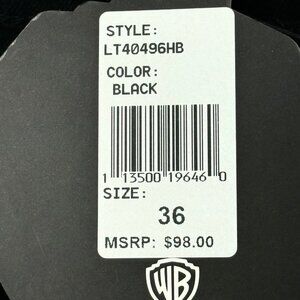 STYLE:
LT40496HB
COLOR:
BLACK
1 13500 19646 0
SIZE:
36
MSRP: $98.00
WB